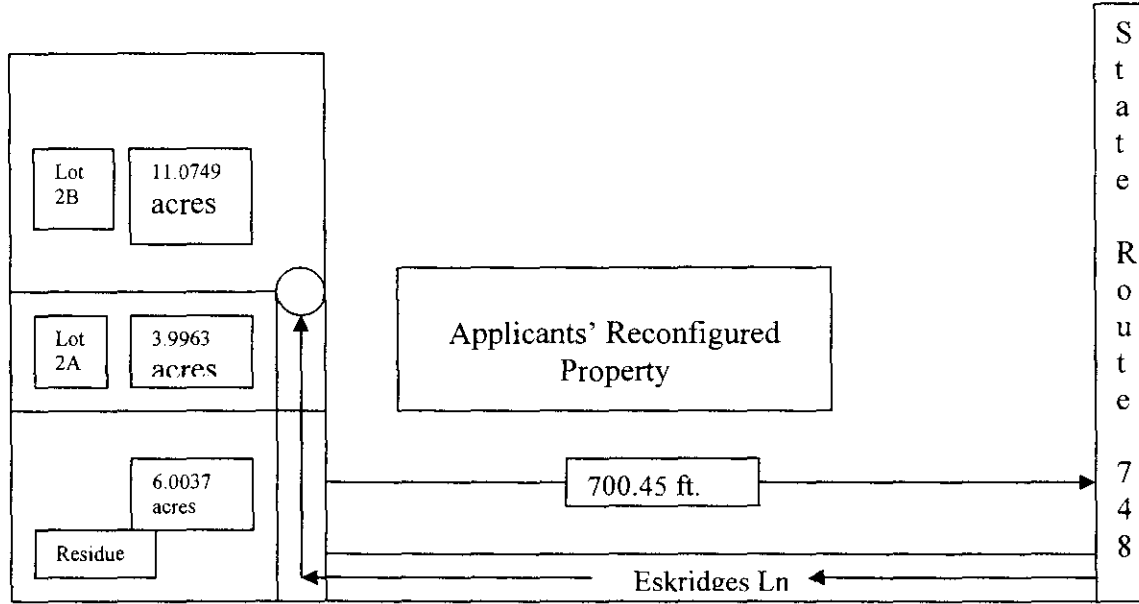 Lot
2B
11.0749
acres
Lot
2A
3.9963
acres
6.0037
acres
Residue
Applicants’ Reconfigured
Property
700.45 ft.
Eskridges Ln
State Route 748